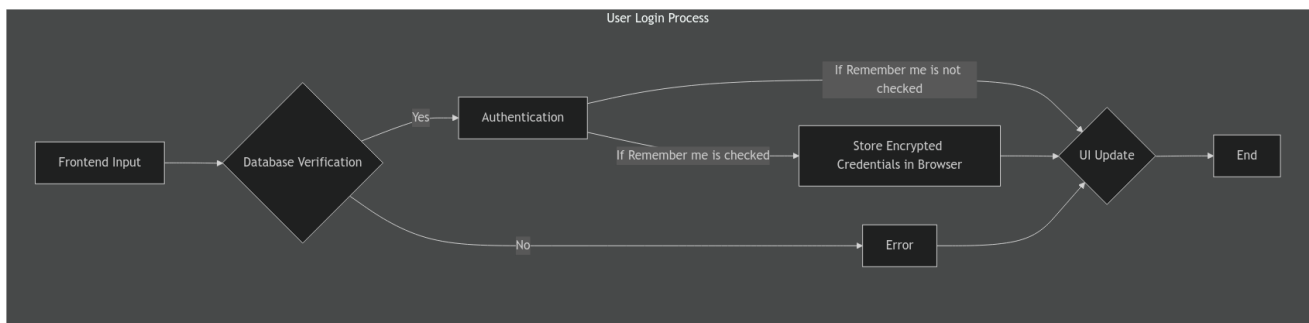 User Login Process
Frontend Input
Database Verification
Yes
Authentication
If Remember me is not
checked
If Remember me is checked
Store Encrypted
Credentials in Browser
No
Error
UI Update
End